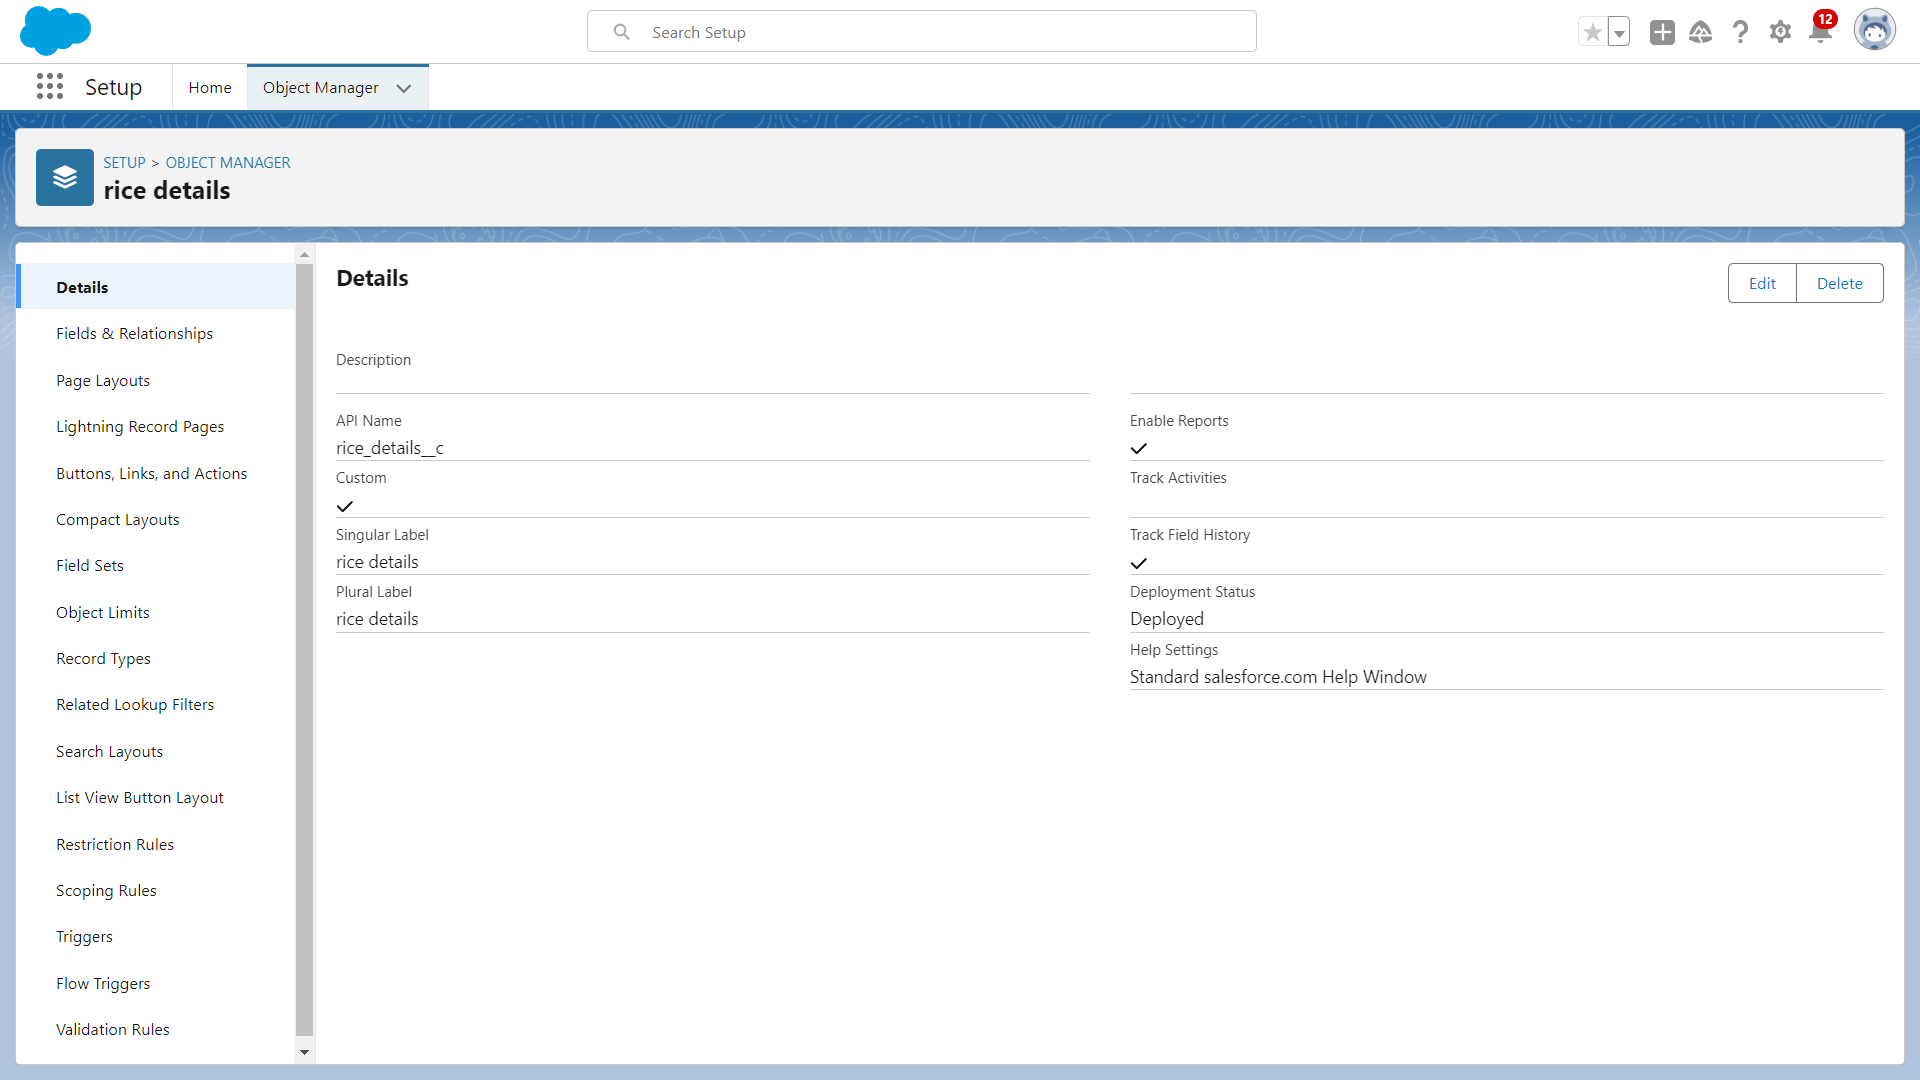 Search Setup
12
Setup
Home
Object Manager
SETUP > OBJECT MANAGER
rice details
Details
Fields & Relationships
Page Layouts
Lightning Record Pages
Buttons, Links, and Actions
Compact Layouts
Field Sets
Object Limits
Record Types
Related Lookup Filters
Search Layouts
List View Button Layout
Restriction Rules
Scoping Rules
Triggers
Flow Triggers
Validation Rules
Details
Edit
Delete
Description
API Name
rice_details__c
Custom
Singular Label
rice details
Plural Label
rice details
Enable Reports
Track Activities
Track Field History
Deployment Status
Deployed
Help Settings
Standard salesforce.com Help Window